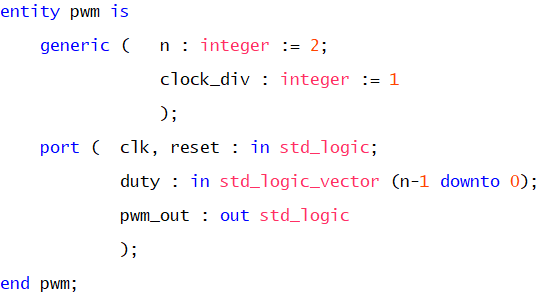 entity pwm is
generic ( n : integer := 2;
clock_div : integer := 1
);
port ( clk, reset : in std_logic;
duty : in std_logic_vector (n-1 downto 0);
pwm_out : out std_logic
);
end pwm;